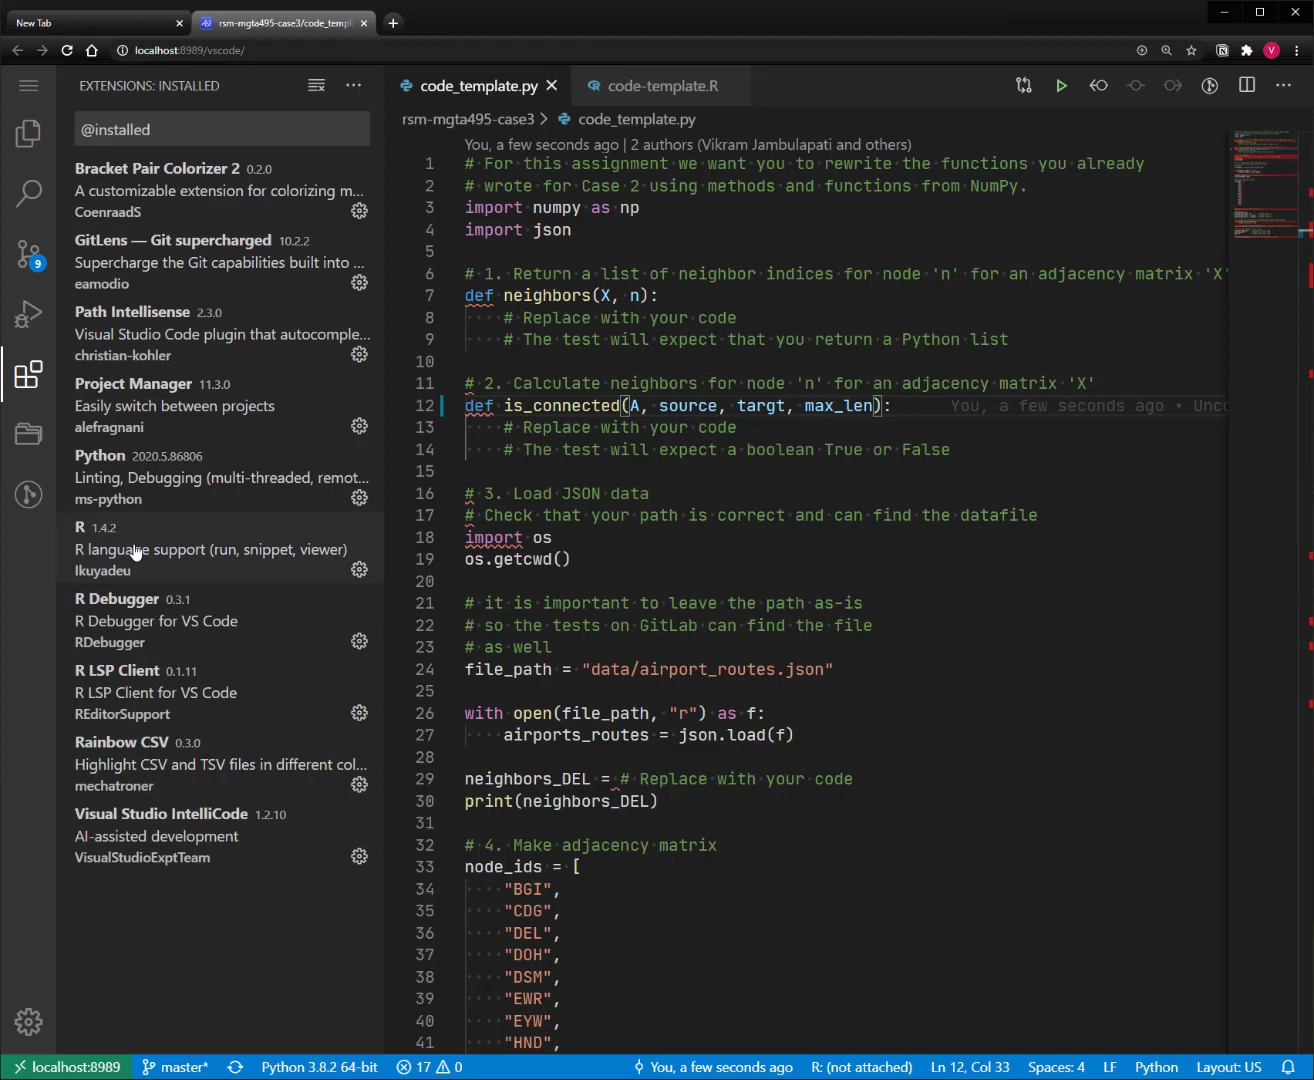 New Tab
rsm-mgta495-case3/code_templ
localhost:8989/vscode/
EXTENSIONS: INSTALLED
@installed
Bracket Pair Colorizer 2 0.2.0
A customizable extension for colorizing m...
CoenraadS
GitLens — Git supercharged 10.2.2
Supercharge the Git capabilities built into ...
eamodio
Path Intellisense 2.3.0
Visual Studio Code plugin that autocomple...
christian-kohler
Project Manager 11.3.0
Easily switch between projects
alefragnani
Python 2020.5.86806
Linting, Debugging (multi-threaded, remot...
ms-python
R 1.4.2
R language support (run, snippet, viewer)
Ikuyadeu
R Debugger 0.3.1
R Debugger for VS Code
RDebugger
R LSP Client 0.1.11
R LSP Client for VS Code
REditorSupport
Rainbow CSV 0.3.0
Highlight CSV and TSV files in different col...
mechatroner
Visual Studio IntelliCode 1.2.10
AI-assisted development
VisualStudioExptTeam
9
code_template.py
code-template.R
rsm-mgta495-case3 > code_template.py
You, a few seconds ago | 2 authors (Vikram Jambulapati and others)
1 # For this assignment we want you to rewrite the functions you already
2 # wrote for Case 2 using methods and functions from NumPy.
3 import numpy as np
4 import json
5
6 # 1. Return a list of neighbor indices for node 'n' for an adjacency matrix 'X'
7 def neighbors(X, n):
8 # Replace with your code
9 # The test will expect that you return a Python list
10
11 # 2. Calculate neighbors for node 'n' for an adjacency matrix 'X'
12 def is_connected(A, source, targt, max_len): You, a few seconds ago • Unco
13 # Replace with your code
14 # The test will expect a boolean True or False
15
16 # 3. Load JSON data
17 # Check that your path is correct and can find the datafile
18 import os
19 os.getcwd()
20
21 # it is important to leave the path as-is
22 # so the tests on GitLab can find the file
23 # as well
24 file_path = "data/airport_routes.json"
25
26 with open(file_path, "r") as f:
27 airports_routes = json.load(f)
28
29 neighbors_DEL = # Replace with your code
30 print(neighbors_DEL)
31
32 # 4. Make adjacency matrix
33 node_ids = [
34 "BGI",
35 "CDG",
36 "DEL",
37 "DOH",
38 "DSM",
39 "EWR",
40 "EYW",
41 "HND",
V
localhost:8989 master* Python 3.8.2 64-bit 17 0 You, a few seconds ago R: (not attached) Ln 12, Col 33 Spaces: 4 LF Python Layout: US